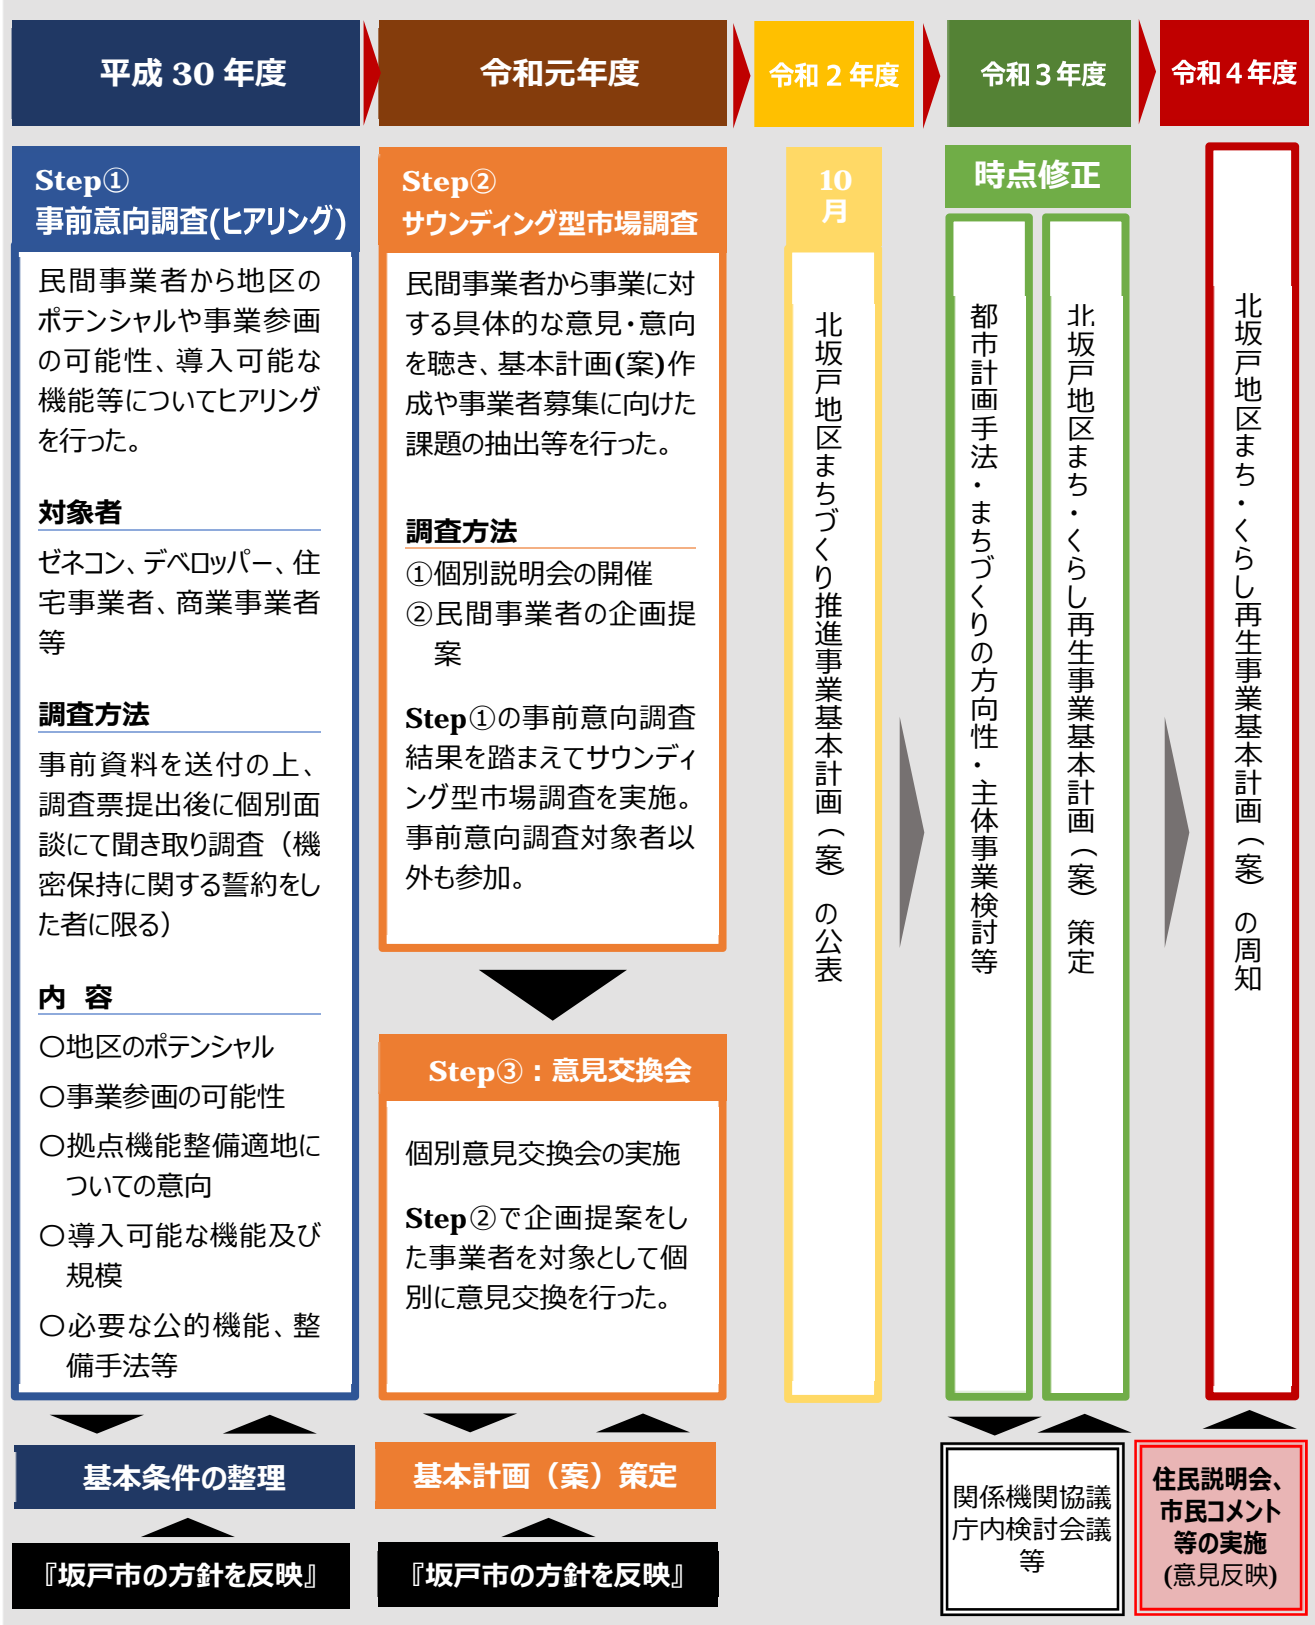 平成 30 年度
令和元年度
令和 2 年度
令和 3 年度
令和 4 年度
Step①
事前意向調査(ヒアリング)
民間事業者から地区の
ポテンシャルや事業参画
の可能性、導入可能な
機能等についてヒアリング
を行った。
対象者
ゼネコン、デベロッパー、住
宅事業者、商業事業者
等
調査方法
事前資料を送付の上、
調査票提出後に個別面
談にて聞き取り調査（機
密保持に関する誓約をし
た者に限る）
内 容
〇地区のポテンシャル
〇事業参画の可能性
〇拠点機能整備適地に
ついての意向
〇導入可能な機能及び
規模
〇必要な公的機能、整
備手法等
基本条件の整理
『坂戸市の方針を反映』
Step②
サウンディング型市場調査
民間事業者から事業に対
する具体的な意見・意向
を聴き、基本計画(案)作
成や事業者募集に向けた
課題の抽出等を行った。
調査方法
①個別説明会の開催
②民間事業者の企画提
案
Step①の事前意向調査
結果を踏まえてサウンディ
ング型市場調査を実施。
事前意向調査対象者以
外も参加。
Step③：意見交換会
個別意見交換会の実施
Step②で企画提案をし
た事業者を対象として個
別に意見交換を行った。
基本計画（案）策定
『坂戸市の方針を反映』
10
月
北坂戸地区まちづくり推進事業基本計画（案）の公表
時点修正
都市計画手法・まちづくりの方向性・主体事業検討等
北坂戸地区まち・くらし再生事業基本計画（案）策定
関係機関協議
庁内検討会議
等
北坂戸地区まち・くらし再生事業基本計画（案）の周知
住民説明会、
市民コメント
等の実施
(意見反映)